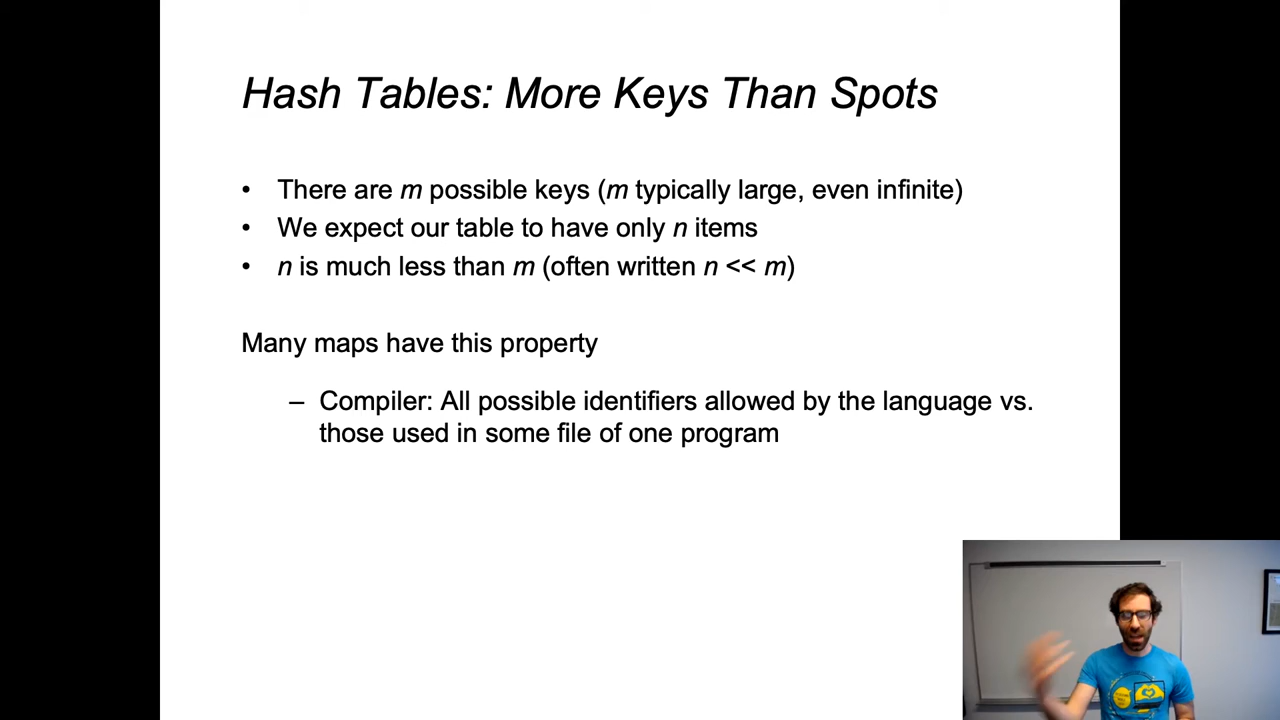 Hash Tables: More Keys Than Spots
• There are m possible keys (m typically large, even infinite)
• We expect our table to have only n items
• n is much less than m (often written n << m)
Many maps have this property
– Compiler: All possible identifiers allowed by the language vs.
those used in some file of one program